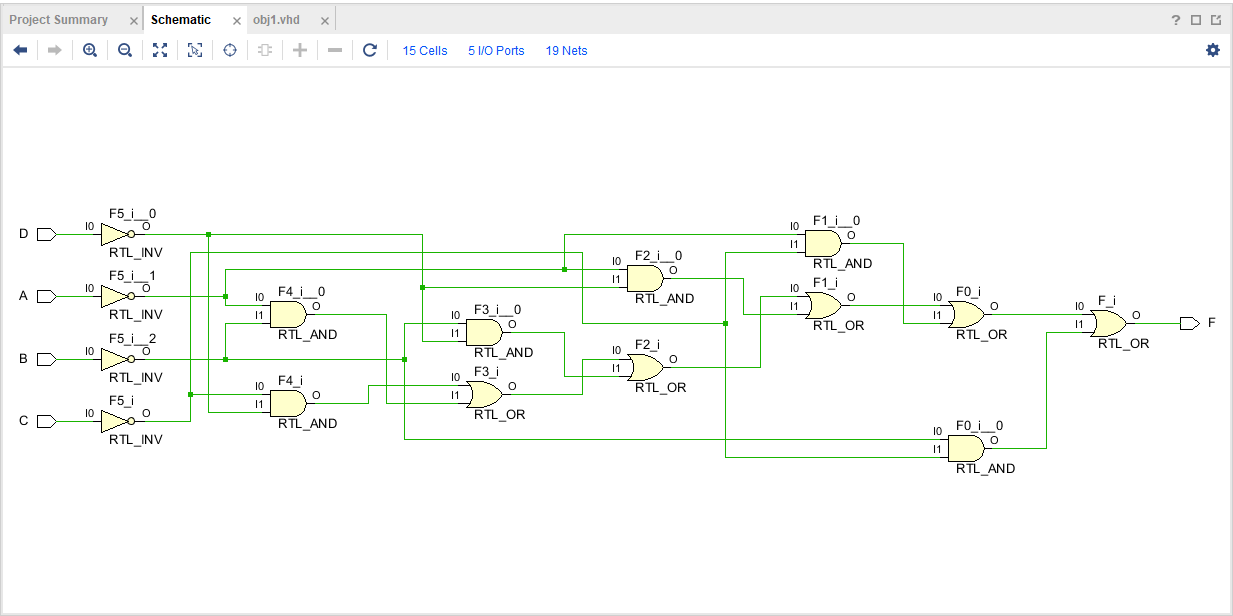 Project Summary × Schematic × obj1.vhd ×
?
15 Cells 5 I/O Ports 19 Nets
D I0 F5_i__0 O RTL_INV
A I0 F5_i__1 O RTL_INV
B I0 F5_i__2 O RTL_INV
C I0 F5_i O RTL_INV
I0 I1 F4_i__0 O RTL_AND
I0 I1 F4_i O RTL_AND
I0 I1 F3_i__0 O RTL_AND
I0 I1 F3_i O RTL_OR
I0 I1 F2_i__0 O RTL_AND
I0 I1 F2_i O RTL_OR
I0 I1 F1_i__0 O RTL_AND
I0 I1 F1_i O RTL_OR
I0 I1 F0_i O RTL_OR
I0 I1 F0_i__0 O RTL_AND
I0 I1 F_i O RTL_OR
F